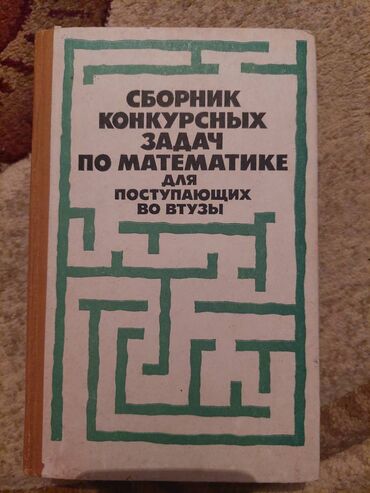 СБОРНИК
КОНКУРСНЫХ
ЗАДАЧ
ПО МАТЕМАТИКЕ
ДЛЯ
ПОСТУПАЮЩИХ
ВО ВТУЗЫ